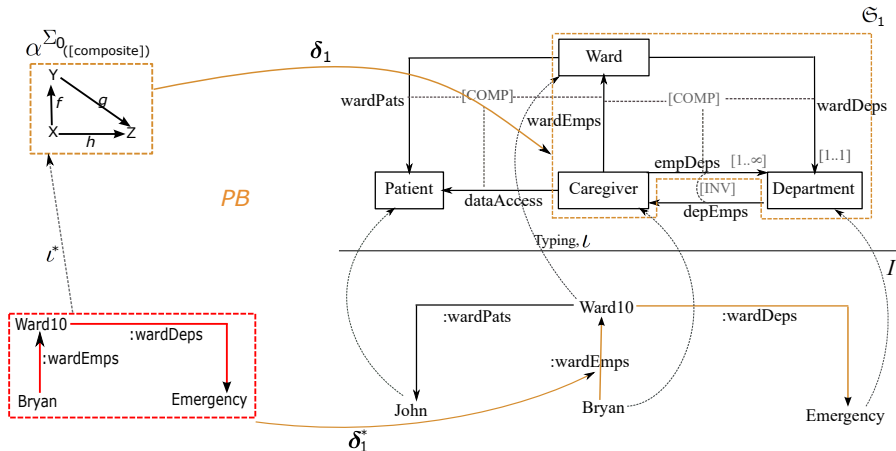 α^Σ0([composite])
Y
f
g
X
h
Z
δ1
𝔖1
Ward
wardPats
[COMP]
wardEmps
[COMP]
wardDeps
empDeps
[1..∞]
[1..1]
Patient
Caregiver
[INV]
Department
dataAccess
depEmps
PB
ι*
Typing, ι
I
Ward10
:wardDeps
:wardEmps
Bryan
Emergency
Ward10
:wardPats
:wardDeps
:wardEmps
John
Bryan
Emergency
δ1*